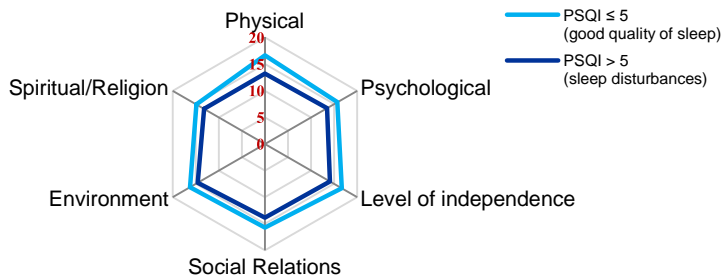 Physical
20
15
10
5
0
Psychological
Level of independence
Social Relations
Environment
Spiritual/Religion
PSQI ≤ 5
(good quality of sleep)
PSQI > 5
(sleep disturbances)